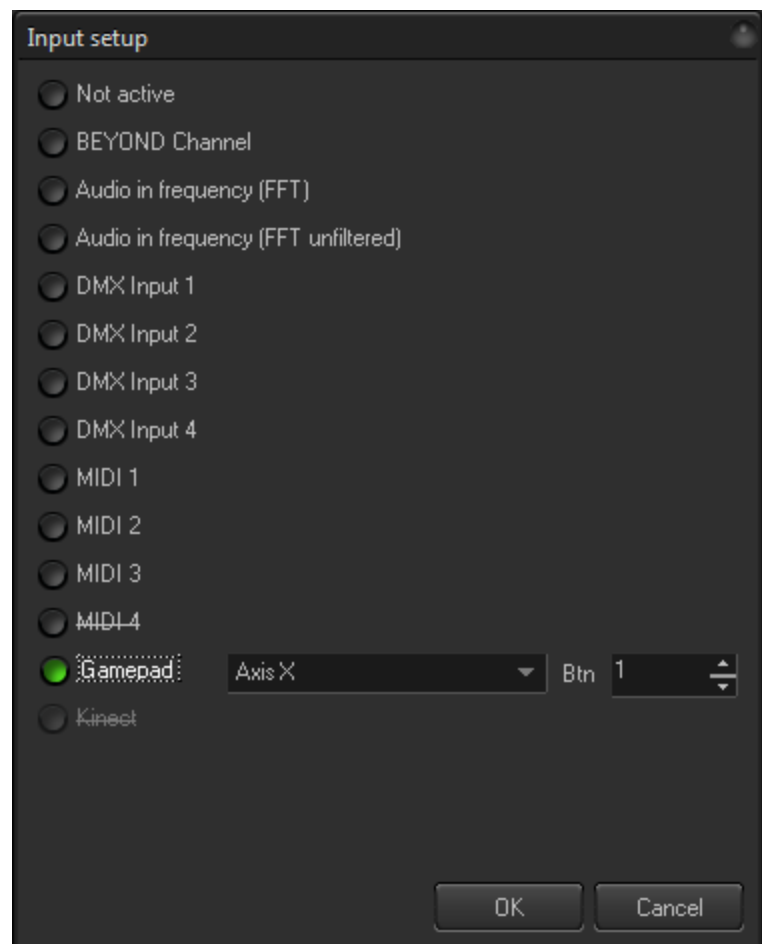 Input setup
Not active
BEYOND Channel
Audio in frequency (FFT)
Audio in frequency (FFT unfiltered)
DMX Input 1
DMX Input 2
DMX Input 3
DMX Input 4
MIDI 1
MIDI 2
MIDI 3
MIDI 4
Gamepad Axis X Btn 1
Kinect
OK Cancel